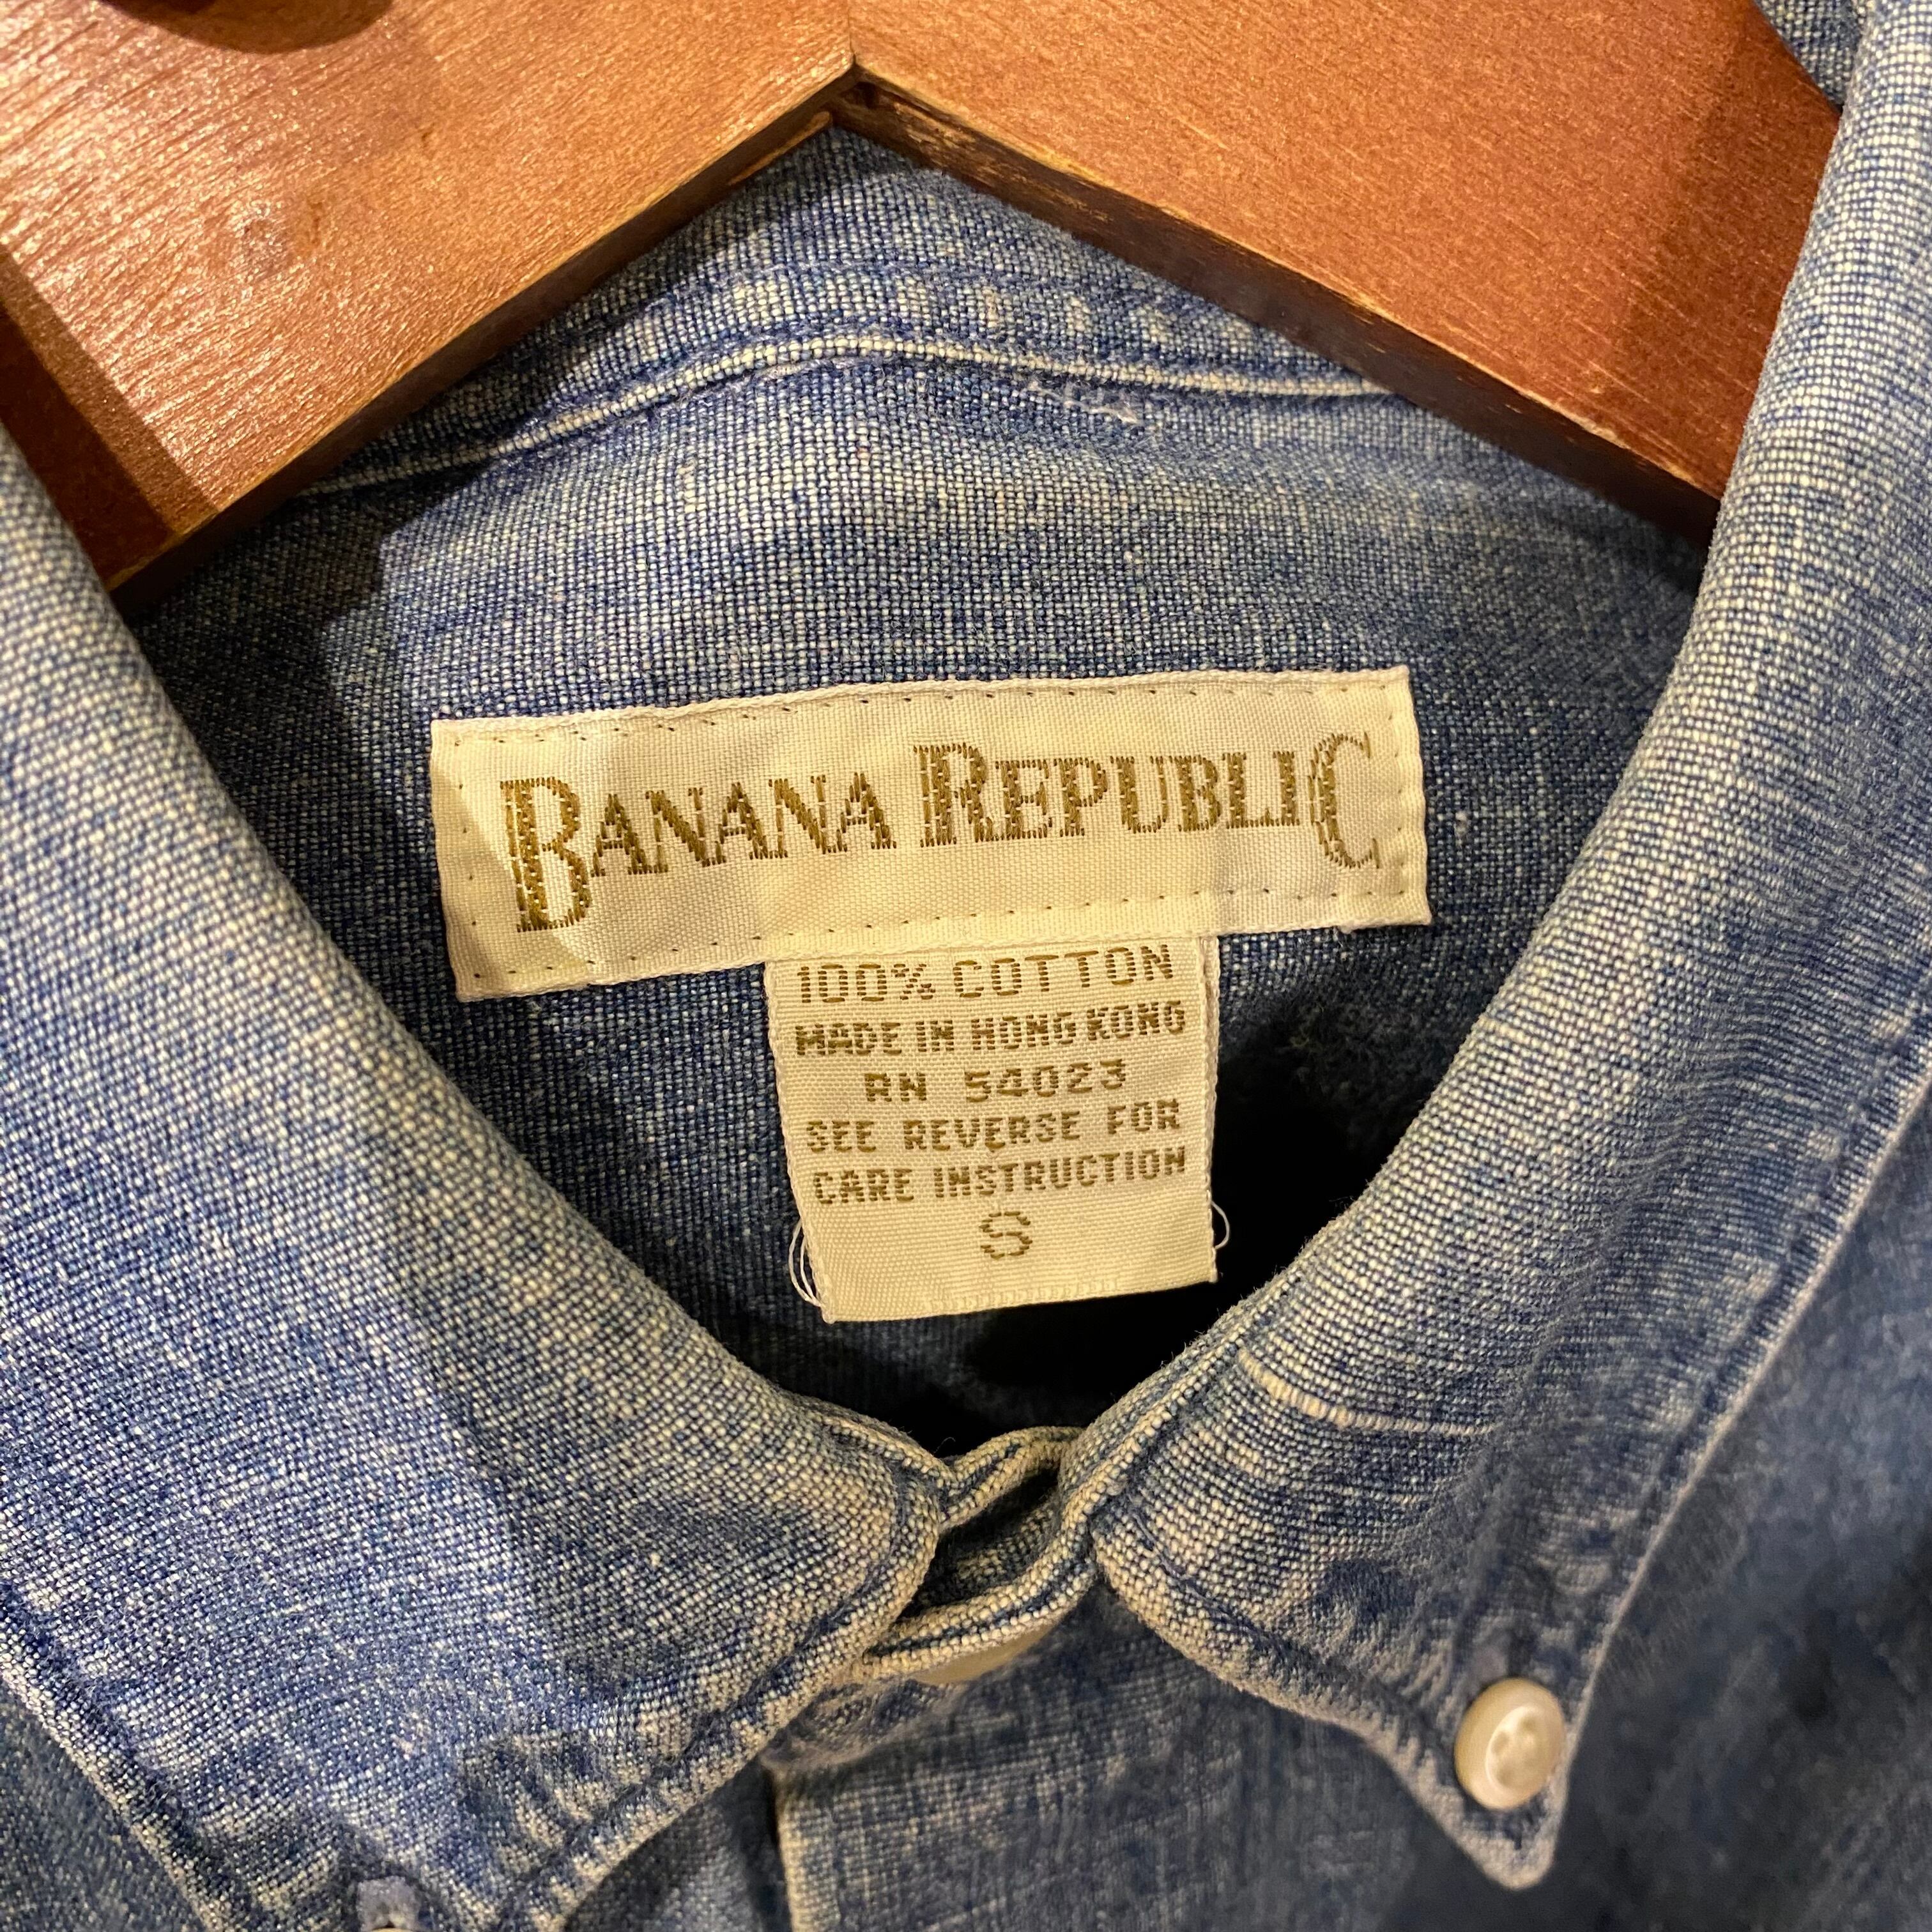 BANANA REPUBLIC
100% COTTON
MADE IN HONG KONG
RN 54023
SEE REVERSE FOR
CARE INSTRUCTION
S